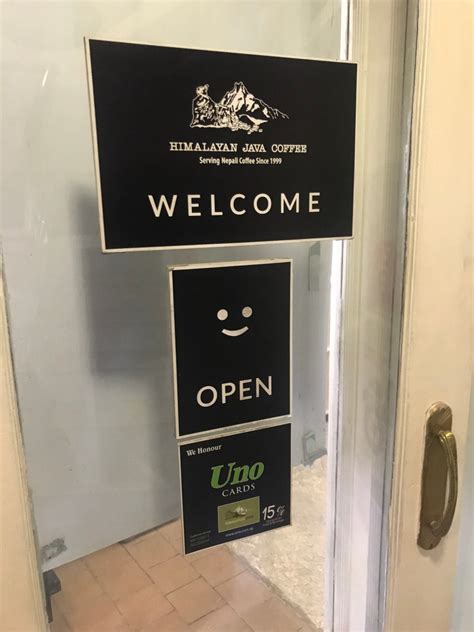 HIMALAYAN JAVA COFFEE
Serving Nepali Coffee Since 1999
WELCOME
OPEN
We Honour
Uno
CARDS
15%